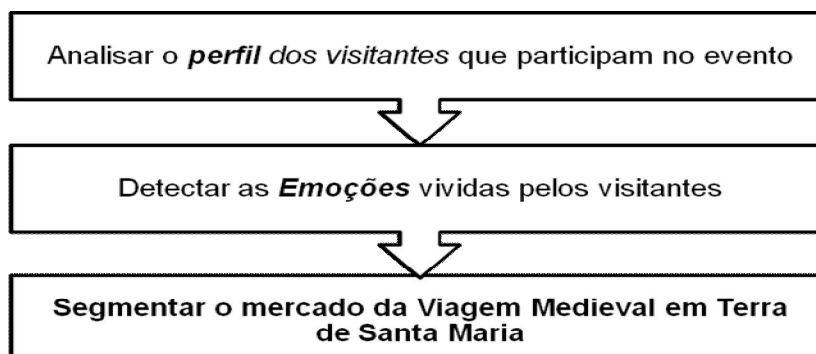 Analisar o perfil dos visitantes que participam no evento
Detectar as Emoções vividas pelos visitantes
Segmentar o mercado da Viagem Medieval em Terra
de Santa Maria